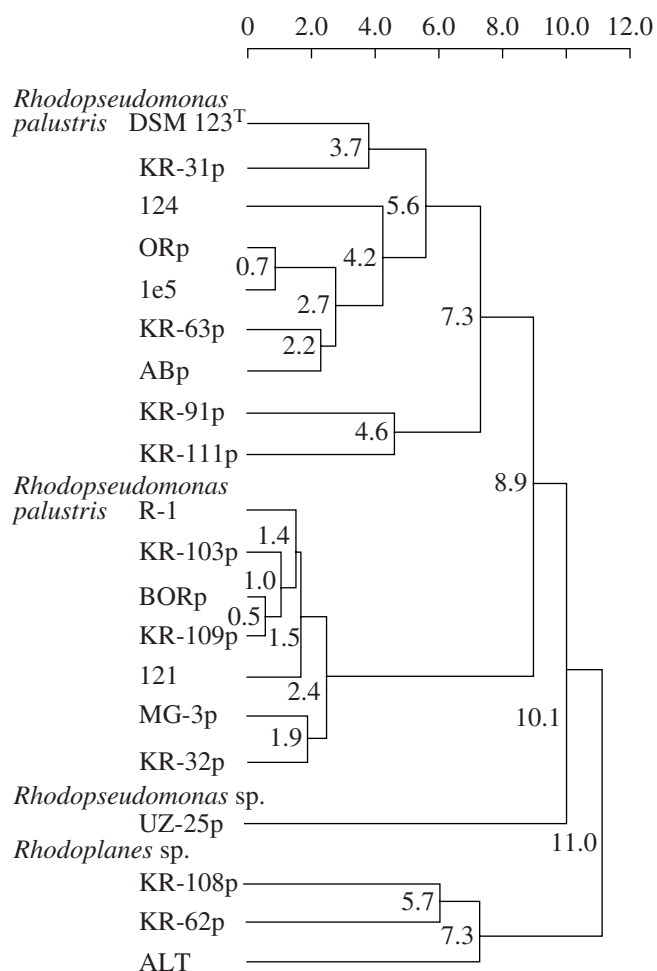 0 2.0 4.0 6.0 8.0 10.0 12.0
Rhodopseudomonas
palustris DSM 123ᵀ
3.7
KR-31p
124
5.6
ORp
4.2
0.7
1e5
2.7
KR-63p
7.3
2.2
ABp
KR-91p
4.6
KR-111p
Rhodopseudomonas
8.9
palustris R-1
1.4
KR-103p
1.0
BORp
0.5
KR-109p
1.5
121
2.4
MG-3p
10.1
1.9
KR-32p
Rhodopseudomonas sp.
UZ-25p
11.0
Rhodoplanes sp.
KR-108p
5.7
KR-62p
7.3
ALT